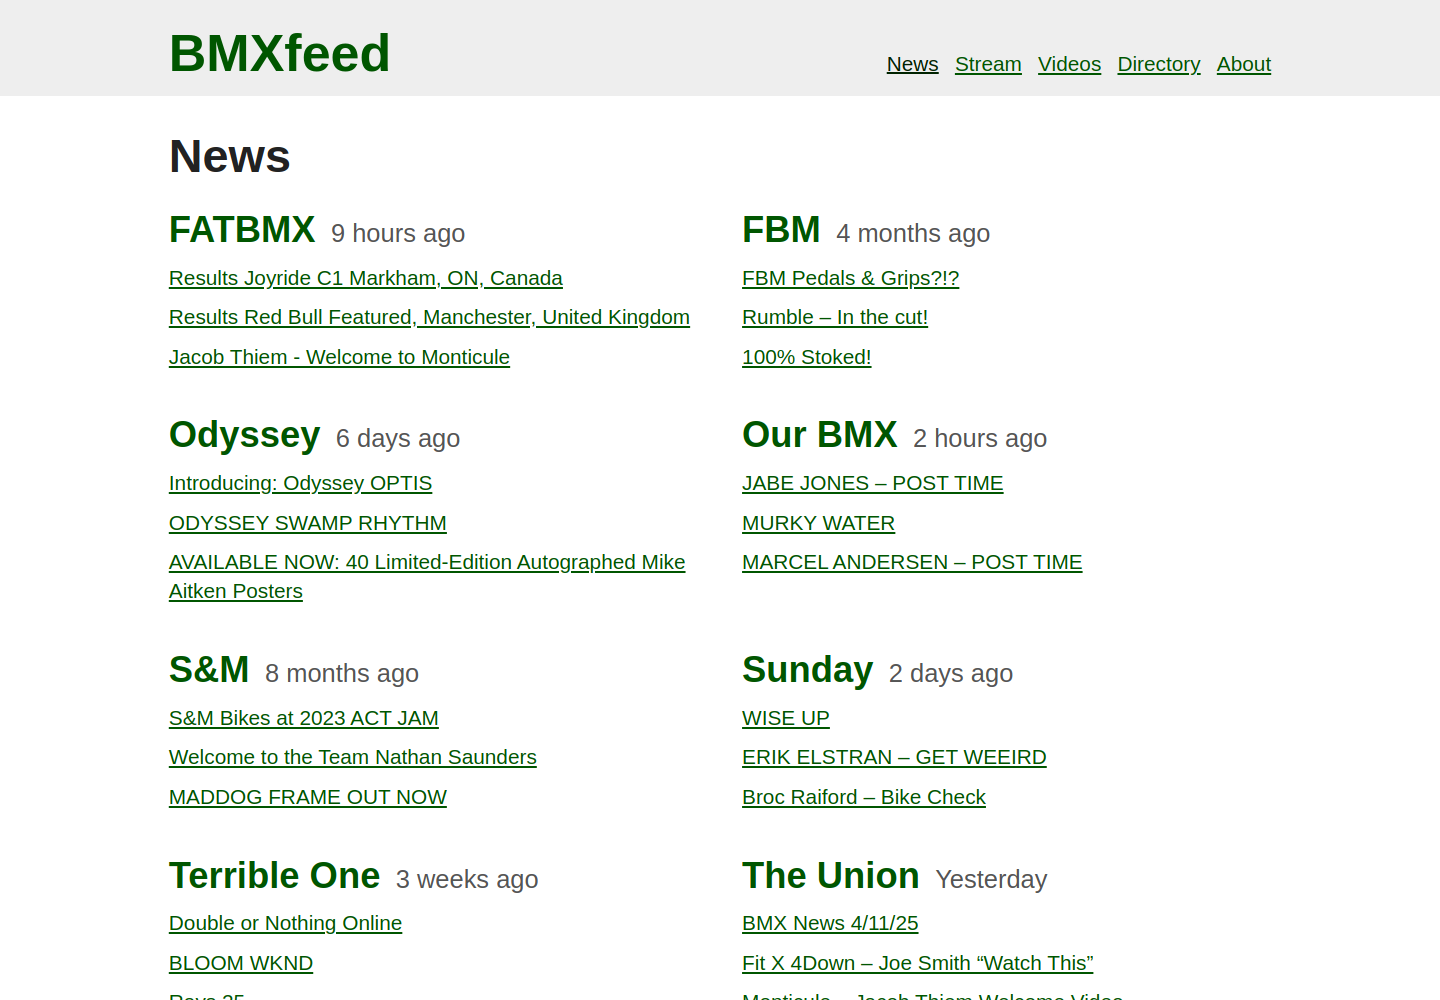 BMXfeed
News Stream Videos Directory About
News
FATBMX 9 hours ago
Results Joyride C1 Markham, ON, Canada
Results Red Bull Featured, Manchester, United Kingdom
Jacob Thiem - Welcome to Monticule
FBM 4 months ago
FBM Pedals & Grips?!?
Rumble – In the cut!
100% Stoked!
Odyssey 6 days ago
Introducing: Odyssey OPTIS
ODYSSEY SWAMP RHYTHM
AVAILABLE NOW: 40 Limited-Edition Autographed Mike
Aitken Posters
Our BMX 2 hours ago
JABE JONES – POST TIME
MURKY WATER
MARCEL ANDERSEN – POST TIME
S&M 8 months ago
S&M Bikes at 2023 ACT JAM
Welcome to the Team Nathan Saunders
MADDOG FRAME OUT NOW
Sunday 2 days ago
WISE UP
ERIK ELSTRAN – GET WEEIRD
Broc Raiford – Bike Check
Terrible One 3 weeks ago
Double or Nothing Online
BLOOM WKND
The Union Yesterday
BMX News 4/11/25
Fit X 4Down – Joe Smith “Watch This”
Monticule – Jacob Thiem Welcome Video